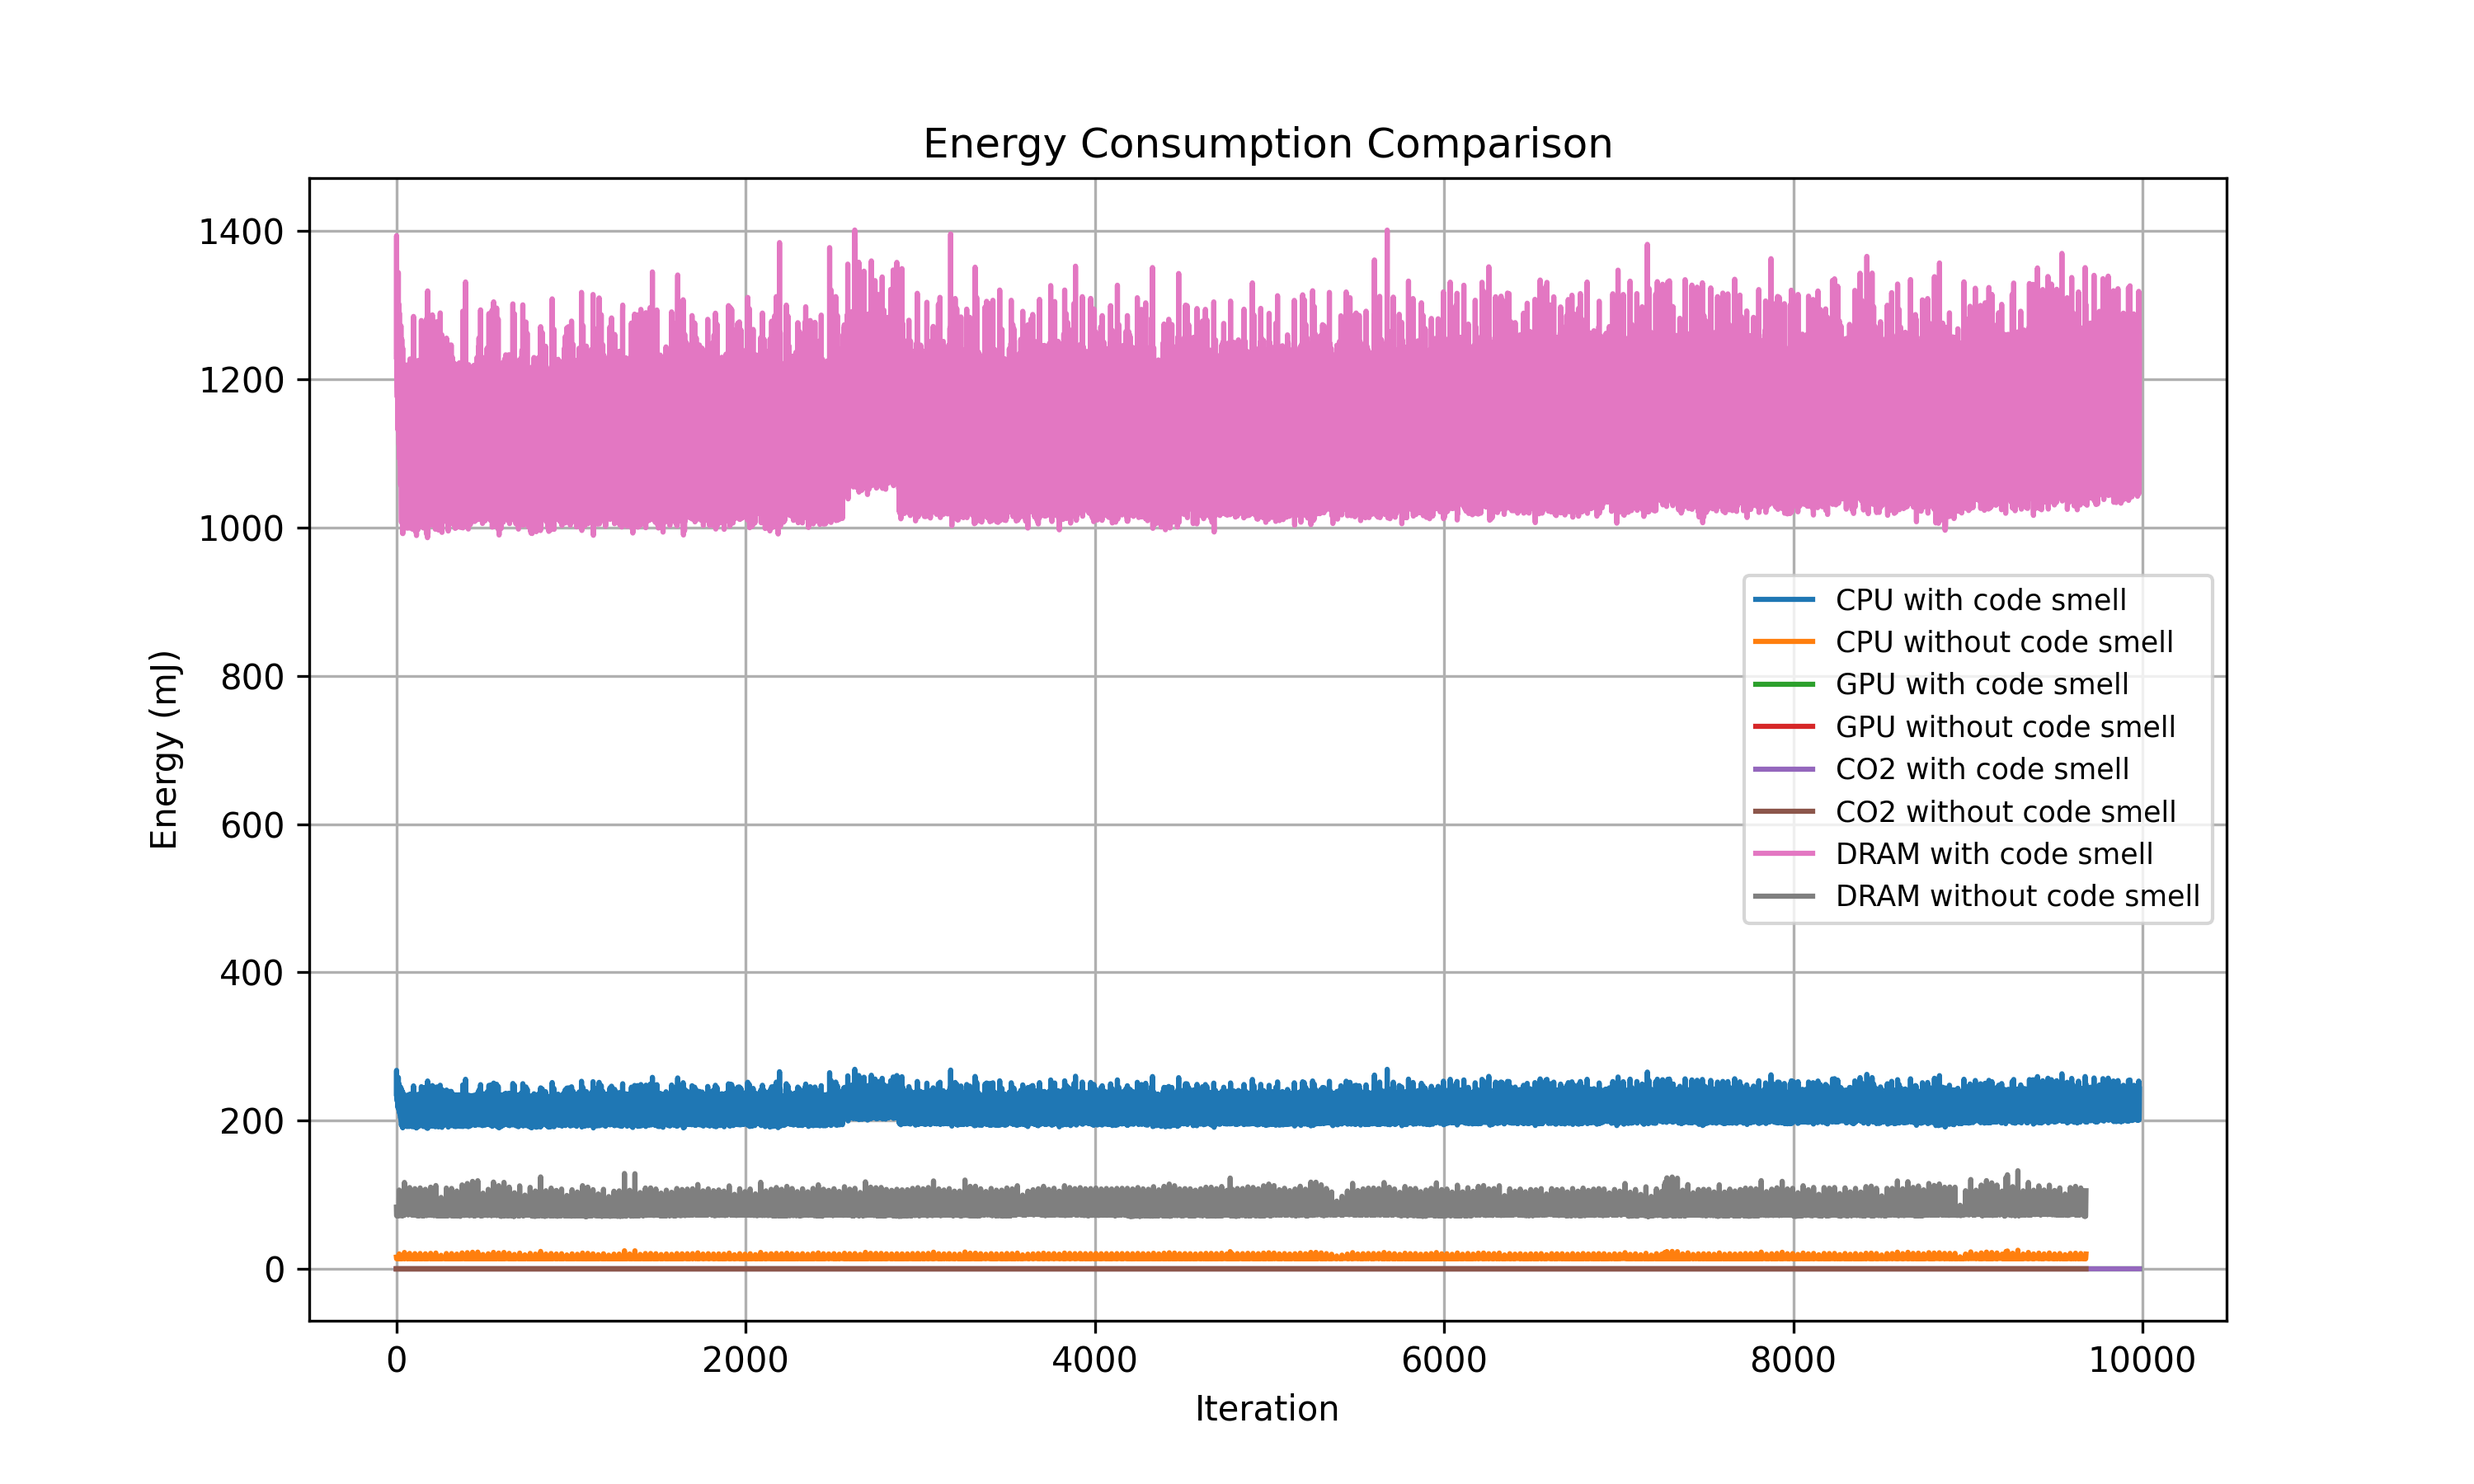 Energy Consumption Comparison
1400
1200
1000
800
600
400
200
0
Energy (mJ)
CPU with code smell
CPU without code smell
GPU with code smell
GPU without code smell
CO2 with code smell
CO2 without code smell
DRAM with code smell
DRAM without code smell
0 2000 4000 6000 8000 10000
Iteration